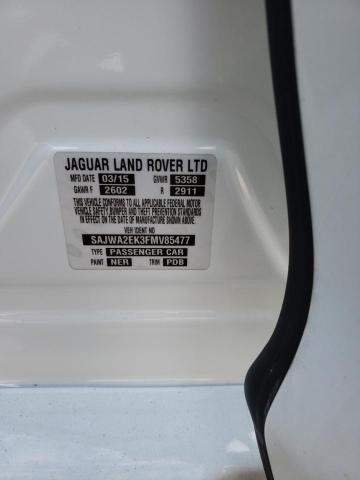 JAGUAR LAND ROVER LTD
MFD DATE 03/15 GVWR 5358
GAWR F 2602 R 2911
THIS VEHICLE CONFORMS TO ALL APPLICABLE FEDERAL MOTOR
VEHICLE SAFETY, BUMPER AND THEFT PREVENTION STANDARDS
IN EFFECT ON THE DATE OF MANUFACTURE SHOWN ABOVE
VEH IDENT NO
SAJWA2EK3FMV85477
TYPE PASSENGER CAR
PAINT NER TRIM PDB